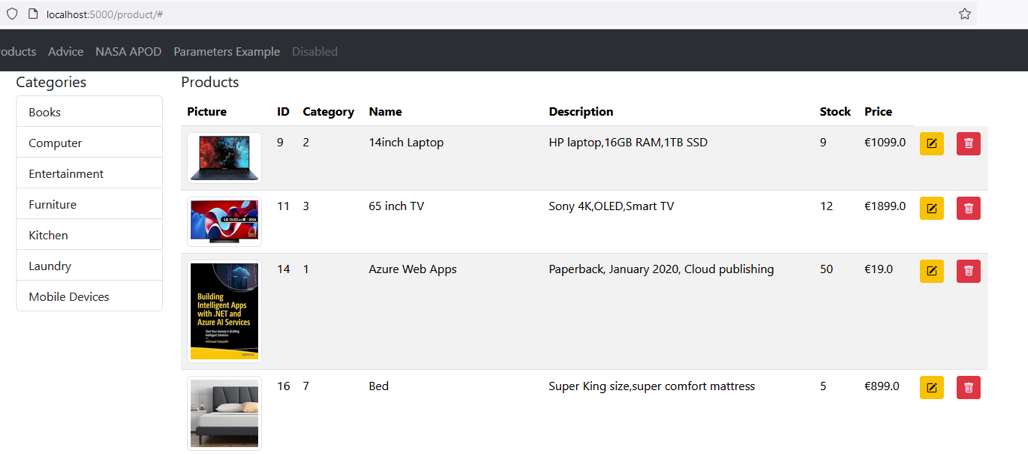 localhost:5000/product/#
roducts Advice NASA APOD Parameters Example Disabled
Categories
Books
Computer
Entertainment
Furniture
Kitchen
Laundry
Mobile Devices
Products
Picture ID Category Name Description Stock Price
9 2 14inch Laptop HP laptop,16GB RAM,1TB SSD 9 €1099.0
11 3 65 inch TV Sony 4K,OLED,Smart TV 12 €1899.0
LG OLED evo
14 1 Azure Web Apps Paperback, January 2020, Cloud publishing 50 €19.0
Building
Intelligent Apps
with .NET and
Azure AI Services
16 7 Bed Super King size,super comfort mattress 5 €899.0